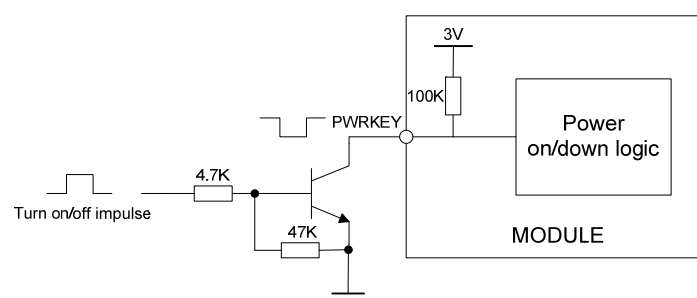 3V
100K
PWRKEY
Power
on/down logic
4.7K
Turn on/off impulse
47K
MODULE